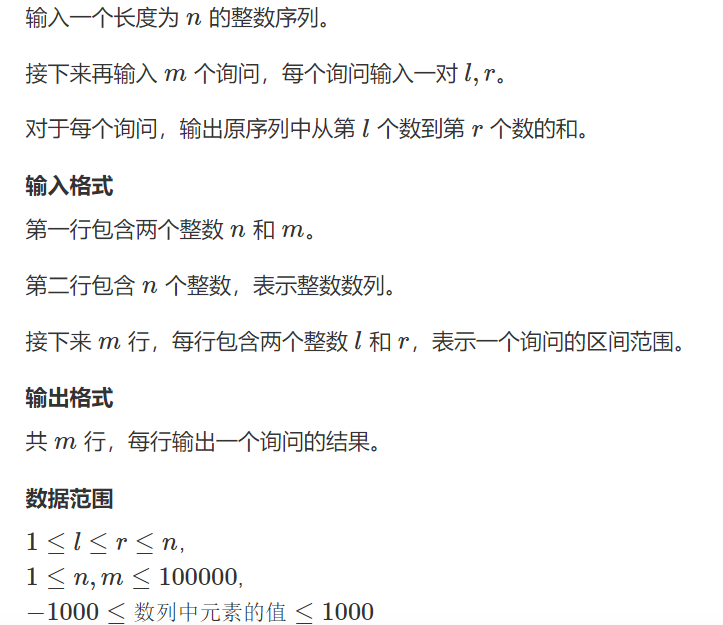 输入一个长度为 n 的整数序列。
接下来再输入 m 个询问，每个询问输入一对 l, r。
对于每个询问，输出原序列中从第 l 个数到第 r 个数的和。
输入格式
第一行包含两个整数 n 和 m。
第二行包含 n 个整数，表示整数数列。
接下来 m 行，每行包含两个整数 l 和 r，表示一个询问的区间范围。
输出格式
共 m 行，每行输出一个询问的结果。
数据范围
1 ≤ l ≤ r ≤ n,
1 ≤ n, m ≤ 100000,
−1000 ≤ 数列中元素的值 ≤ 1000